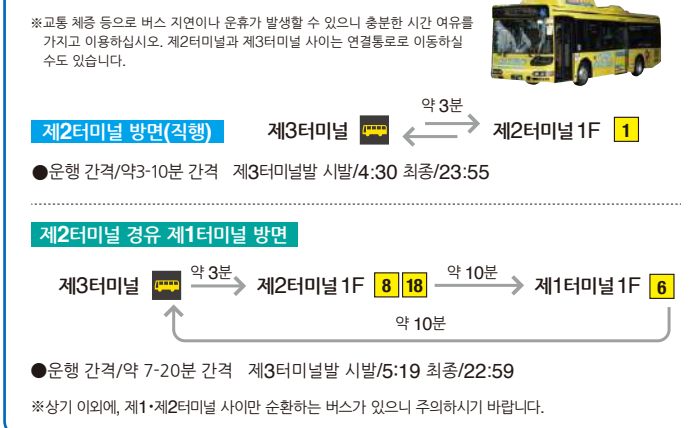 ※교통 체증 등으로 버스 지연이나 운휴가 발생할 수 있으니 충분한 시간 여유를
가지고 이용하십시오. 제2터미널과 제3터미널 사이는 연결통로로 이동하실
수도 있습니다.
약 3분
제2터미널 방면(직행) 제3터미널 제2터미널 1F 1
●운행 간격/약3-10분 간격 제3터미널발 시발/4:30 최종/23:55
제2터미널 경유 제1터미널 방면
제3터미널 약 3분 제2터미널 1F 8 18 약 10분 제1터미널 1F 6
약 10분
●운행 간격/약 7-20분 간격 제3터미널발 시발/5:19 최종/22:59
※상기 이외에, 제1•제2터미널 사이만 순환하는 버스가 있으니 주의하시기 바랍니다.